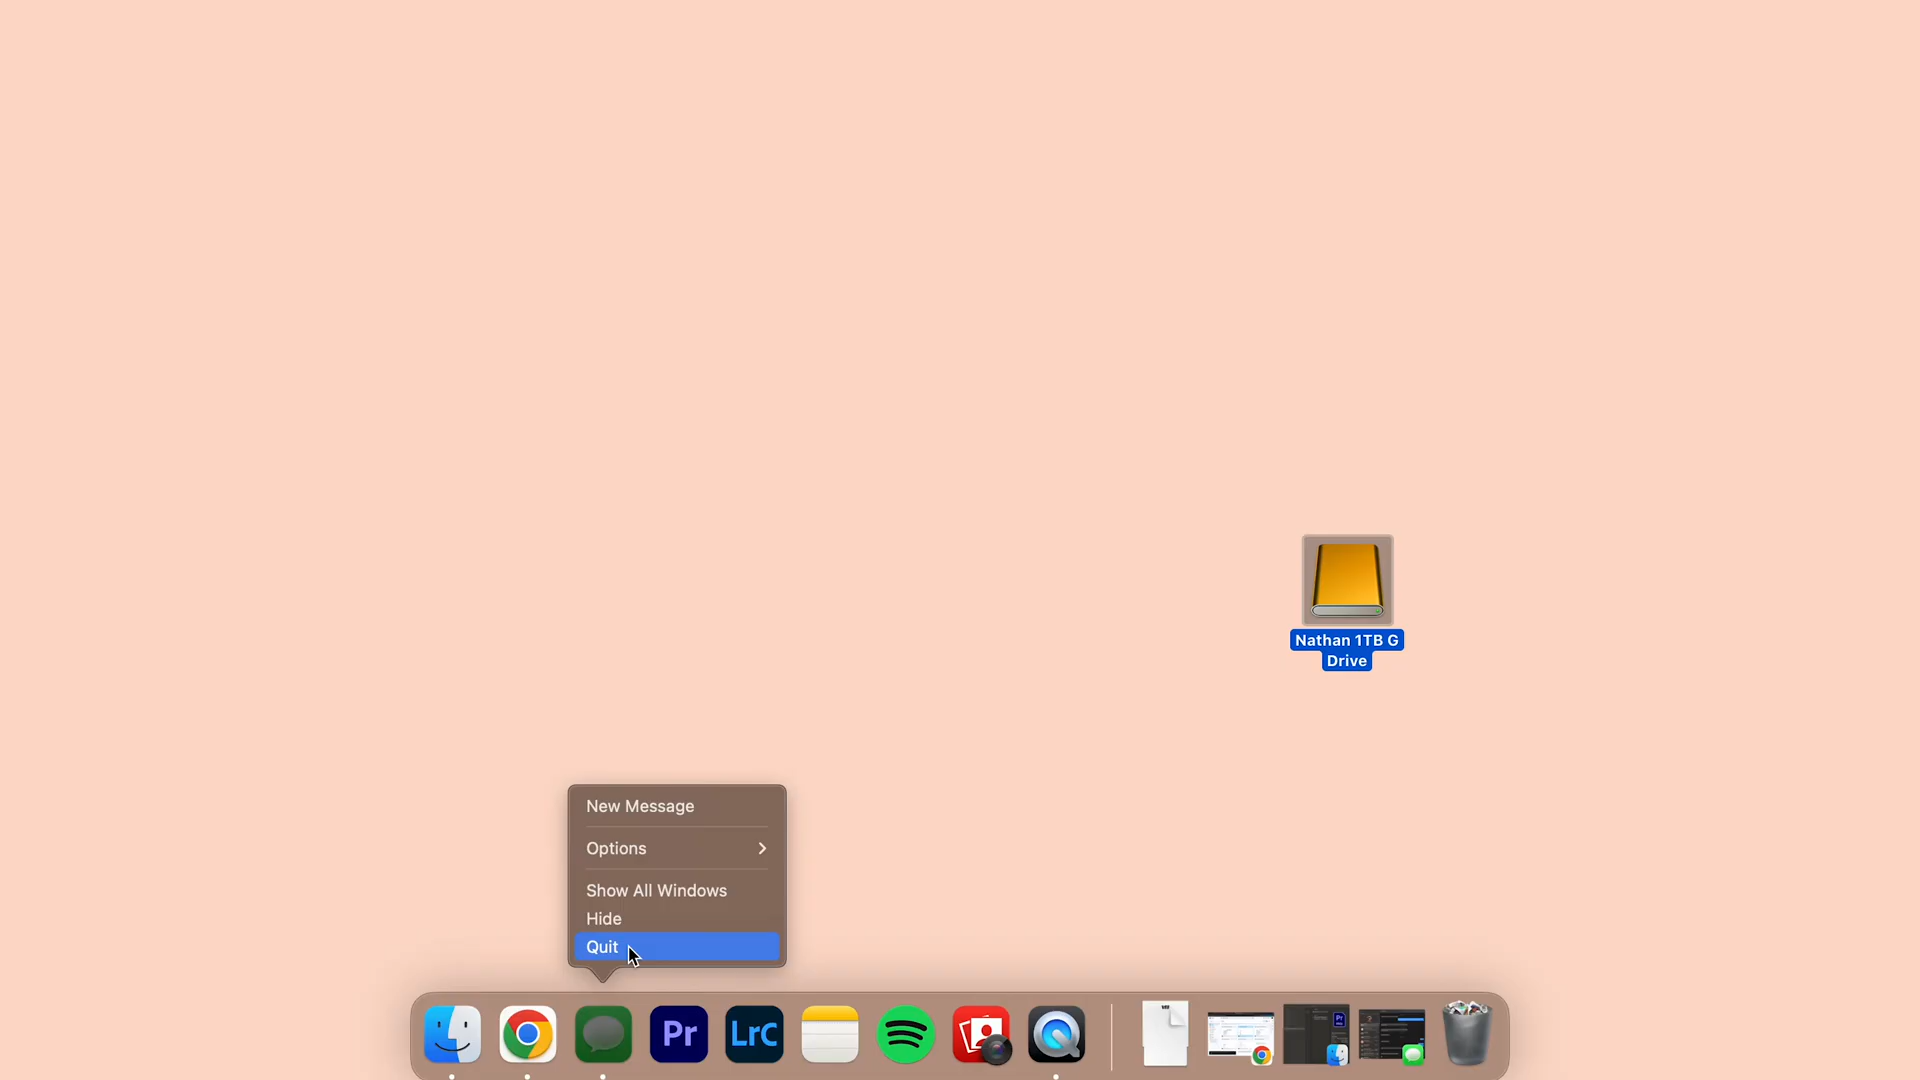 Nathan 1TB G
Drive
New Message
Options
Show All Windows
Hide
Quit
Pr
LrC